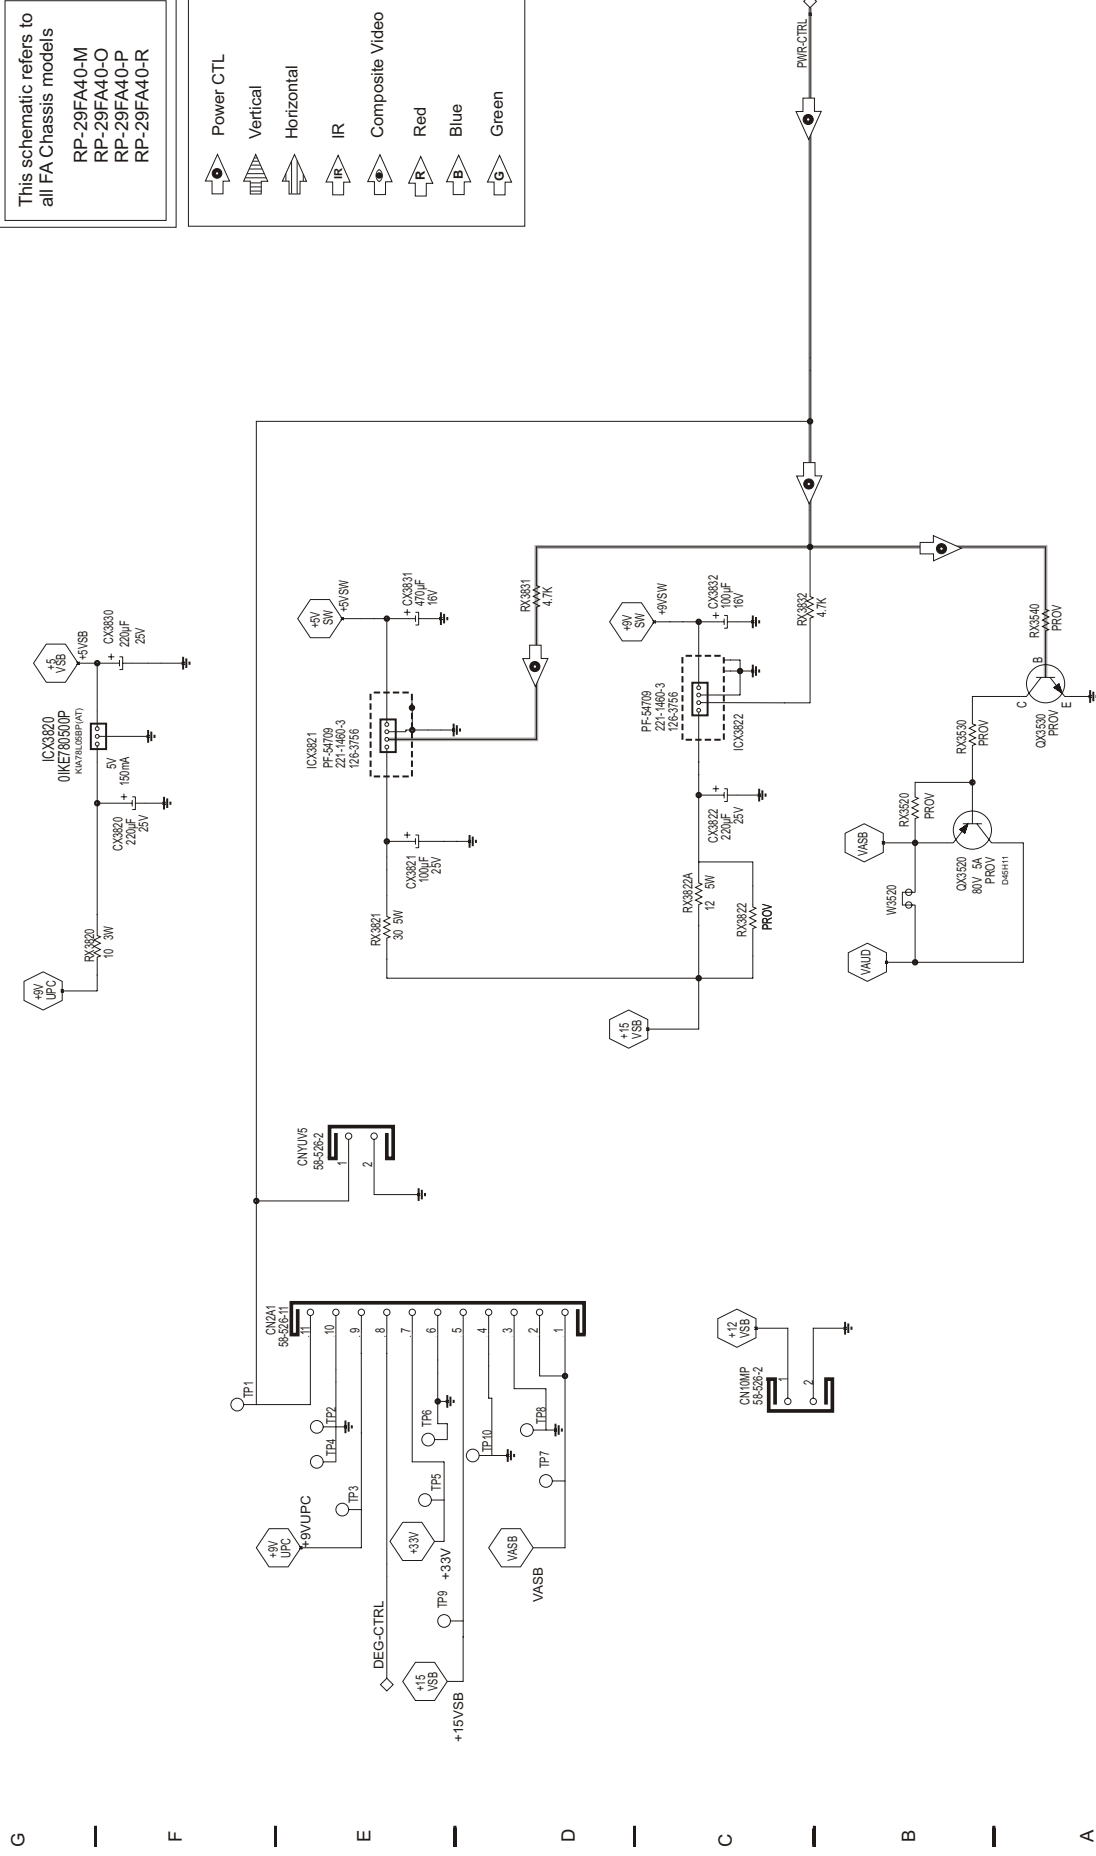 This schematic refers to
all FA Chassis models
RP-29FA40-M
RP-29FA40-O
RP-29FA40-P
RP-29FA40-R
Power CTL
Vertical
Horizontal
IR
IR
Composite Video
R
Red
B
Blue
G
Green
PWR-CTRL
+9V
UPC
RX3820
10 3W
CX3820
220µF
25V
ICX3820
0IKE780500P
KIA78L05BP(AT)
5V
150mA
+5
VSB
+5VSB
CX3830
220µF
25V
RX3821
30 5W
CX3821
100µF
25V
ICX3821
PF-54709
221-1460-3
126-3756
+5V
SW
+5VSW
CX3831
470µF
16V
RX3831
4.7K
+15
VSB
RX3822A
12 5W
RX3822
PROV
CX3822
220µF
25V
PF-54709
221-1460-3
126-3756
ICX3822
+9V
SW
+9VSW
CX3832
100µF
16V
RX3832
4.7K
VAUD
W3520
VASB
RX3520
PROV
QX3520
80V 5A
PROV
D45H11
RX3530
PROV
C
B
E
QX3530
PROV
RX3540
PROV
CNYUV5
58-526-2
1
2
CN2A1
58-526-11
11
10
9
8
7
6
5
4
3
2
1
TP1
TP2
TP4
TP3
+9V
UPC
+9VUPC
DEG-CTRL
TP6
TP5
+33V
+33V
TP9
+15
VSB
+15VSB
TP10
TP8
TP7
VASB
VASB
CN10MP
58-526-2
1
2
+12
VSB
G
F
E
D
C
B
A